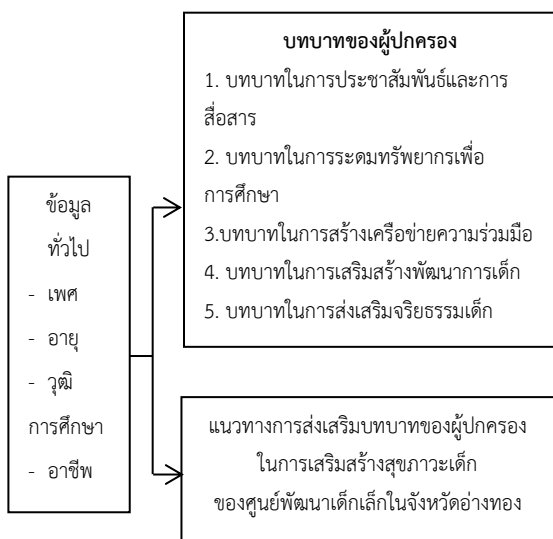 ข้อมูล
ทั่วไป
- เพศ
- อายุ
- วุฒิ
การศึกษา
- อาชีพ
บทบาทของผู้ปกครอง
1. บทบาทในการประชาสัมพันธ์และการ
สื่อสาร
2. บทบาทในการระดมทรัพยากรเพื่อ
การศึกษา
3.บทบาทในการสร้างเครือข่ายความร่วมมือ
4. บทบาทในการเสริมสร้างพัฒนาการเด็ก
5. บทบาทในการส่งเสริมจริยธรรมเด็ก
แนวทางการส่งเสริมบทบาทของผู้ปกครอง
ในการเสริมสร้างสุขภาวะเด็ก
ของศูนย์พัฒนาเด็กเล็กในจังหวัดอ่างทอง